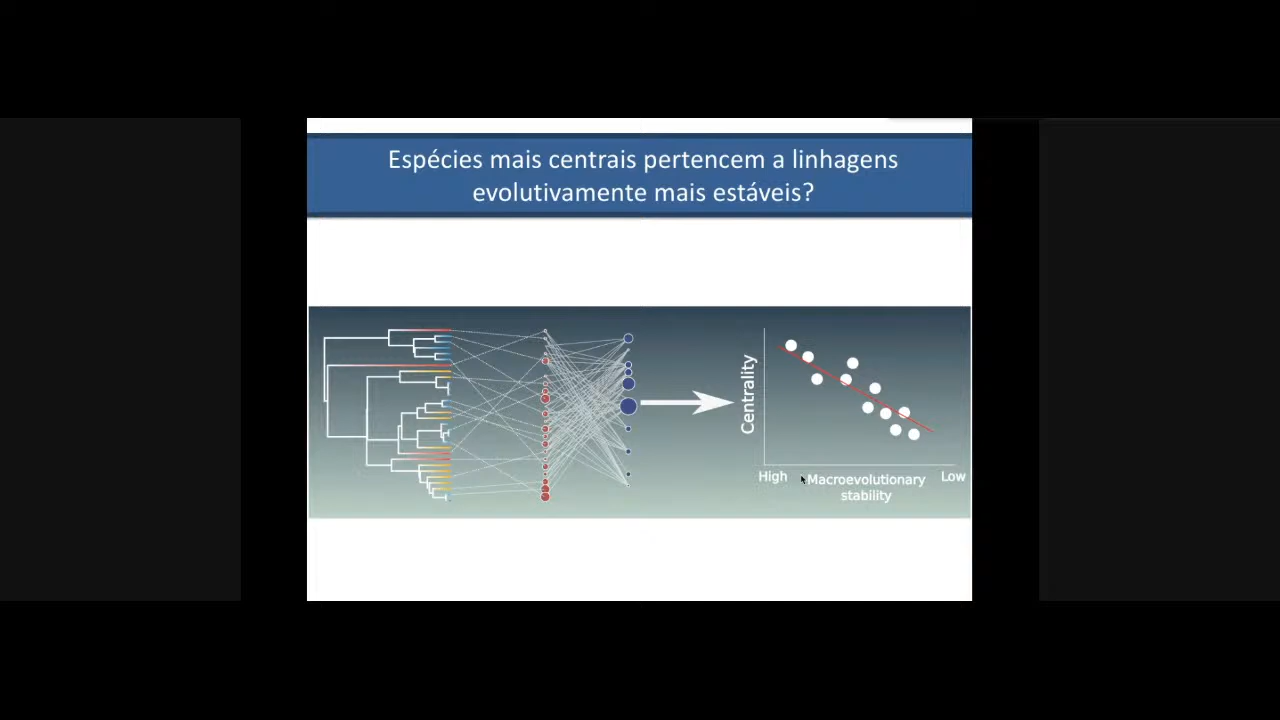 Espécies mais centrais pertencem a linhagens
evolutivamente mais estáveis?
Centrality
High
Macroevolutionary
stability
Low